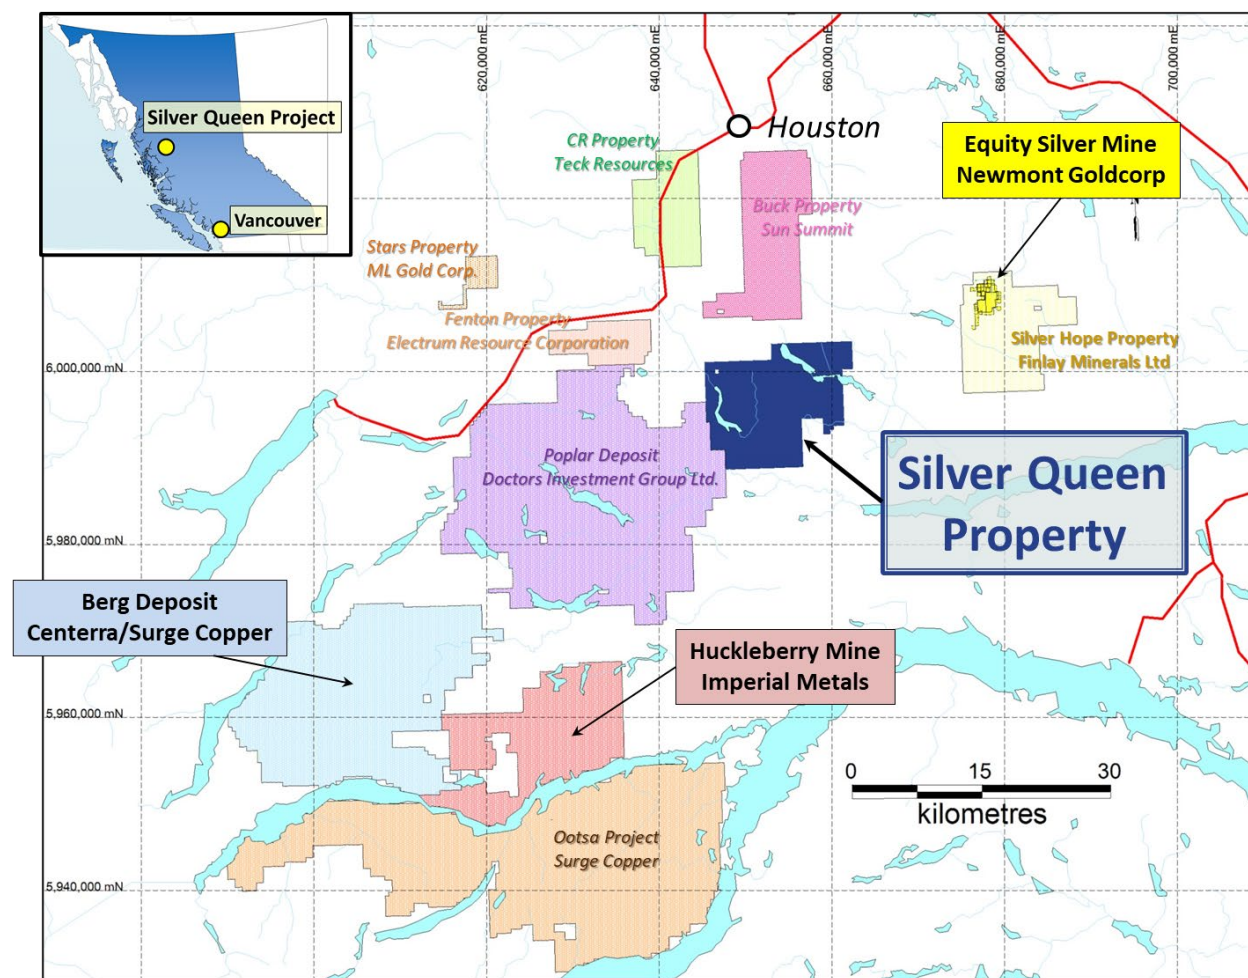 Silver Queen Project
Vancouver
620,000 mE
640,000 mE
660,000 mE
680,000 mE
700,000 mE
Houston
CR Property
Teck Resources
Equity Silver Mine
Newmont Goldcorp
Buck Property
Sun Summit
Stars Property
ML Gold Corp.
Fenton Property
Electrum Resource Corporation
Silver Hope Property
Finlay Minerals Ltd
6,000,000 mN
Poplar Deposit
Doctors Investment Group Ltd.
Silver Queen
Property
5,980,000 mN
Berg Deposit
Centerra/Surge Copper
Huckleberry Mine
Imperial Metals
5,960,000 mN
0 15 30
kilometres
Ootsa Project
Surge Copper
5,940,000 mN